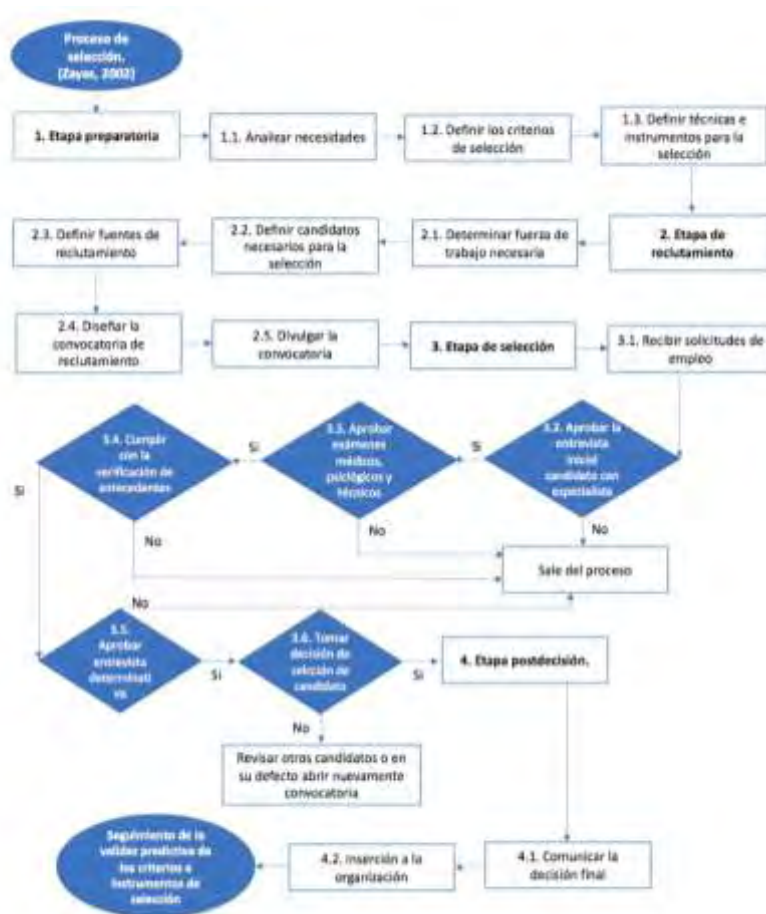 Proceso de
selección.
(Zayas, 2002)
1. Etapa preparatoria
1.1. Analizar necesidades
1.2. Definir los criterios
de selección
1.3. Definir técnicas e
instrumentos para la
selección
2. Etapa de
reclutamiento
2.1. Determinar fuerza de
trabajo necesaria
2.2. Definir candidatos
necesarios para la
selección
2.3. Definir fuentes de
reclutamiento
2.4. Diseñar la
convocatoria de
reclutamiento
2.5. Divulgar la
convocatoria
3. Etapa de selección
3.1. Recibir solicitudes de
empleo
3.2. Aprobar la
entrevista
inicial
candidato con
especialista
Si
No
3.3. Aprobar
exámenes
médicos,
psiclógicos y
técnicos
Si
No
3.4. Cumplir
con la
verificación de
antecedentes
Si
No
Sale del proceso
No
3.5.
Aprobar
entrevista
determinati
va
Si
3.6. Tomar
decisión de
selcción de
candidato
Si
4. Etapa postdecisión.
No
Revisar otros candidatos o en
su defecto abrir nuevamente
convocatoria
4.1. Comunicar la
decisión final
4.2. Inserción a la
organización
Seguimiento de la
validez predictiva de
los criterios e
instrumentos de
selección